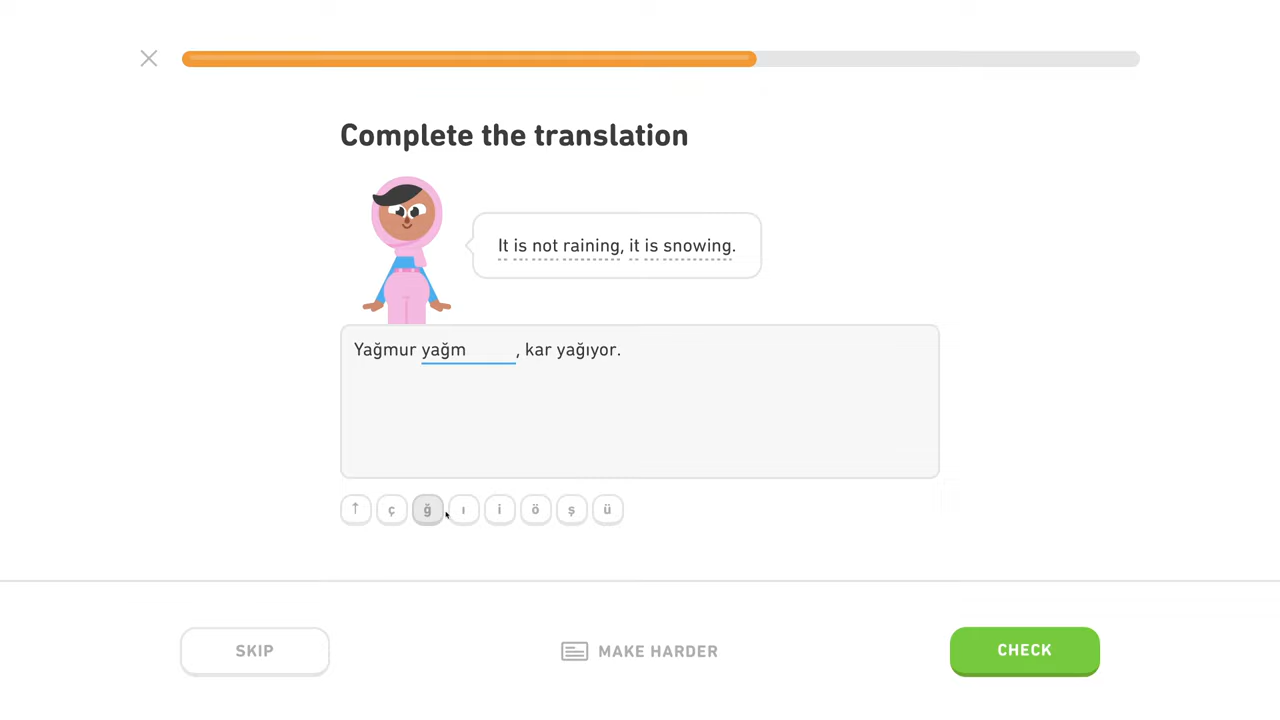 Complete the translation
It is not raining, it is snowing.
Yağmur yağm, kar yağıyor.
↑ ç ğ ı i ö ş ü
SKIP
MAKE HARDER
CHECK